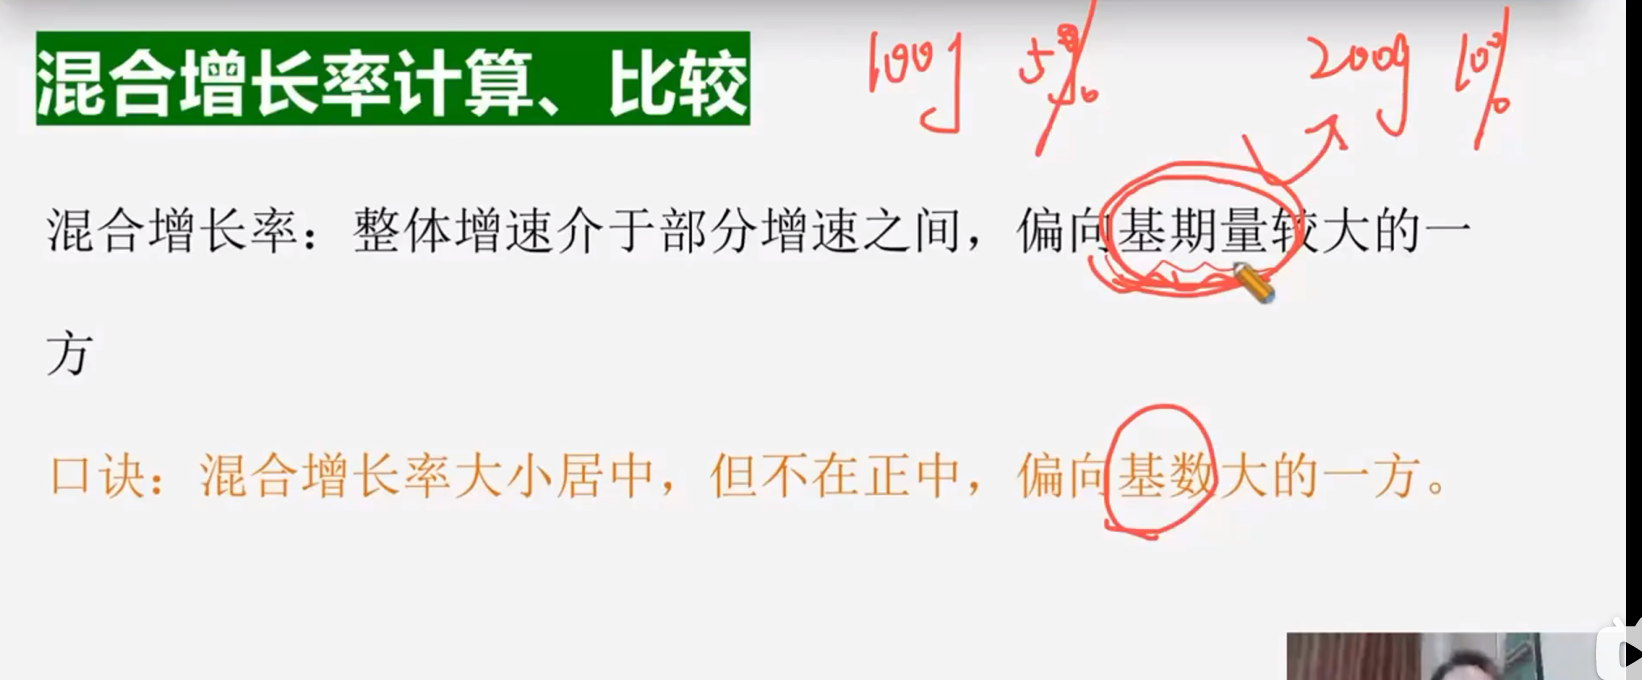 混合增长率计算、比较
100g 5% 200g 10%
混合增长率：整体增速介于部分增速之间，偏向基期量较大的一
方
口诀：混合增长率大小居中，但不在正中，偏向基数大的一方。